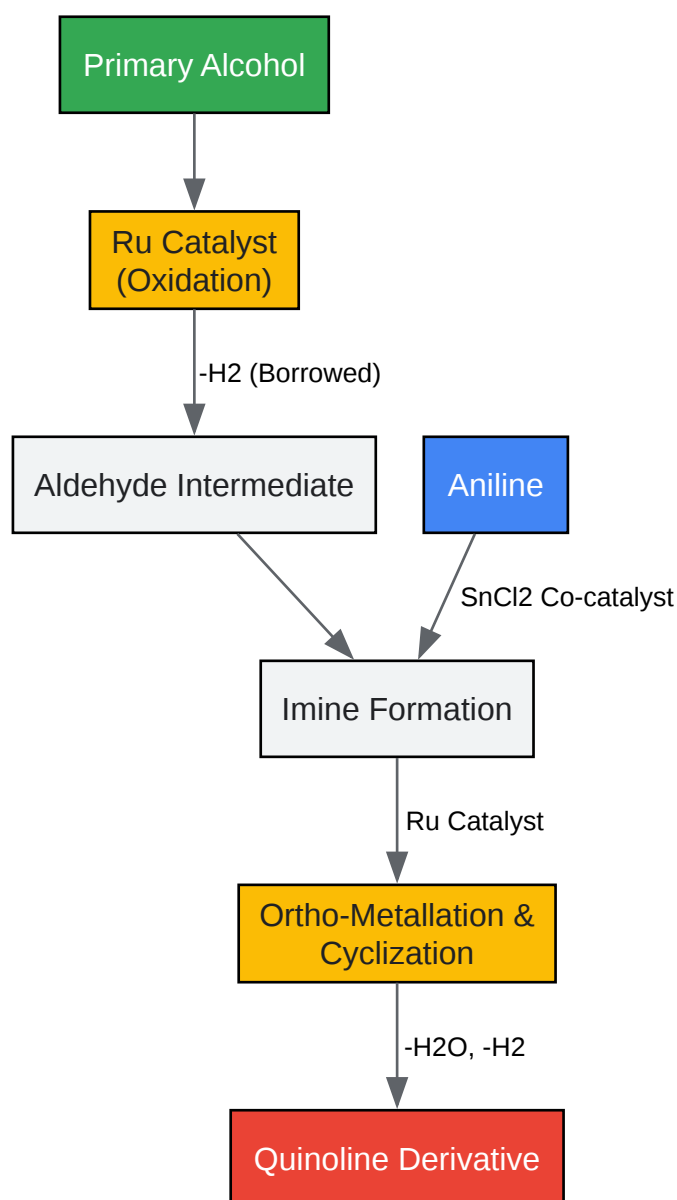 Primary Alcohol
Ru Catalyst
(Oxidation)
-H2 (Borrowed)
Aldehyde Intermediate
Aniline
SnCl2 Co-catalyst
Imine Formation
Ru Catalyst
Ortho-Metallation &
Cyclization
-H2O, -H2
Quinoline Derivative